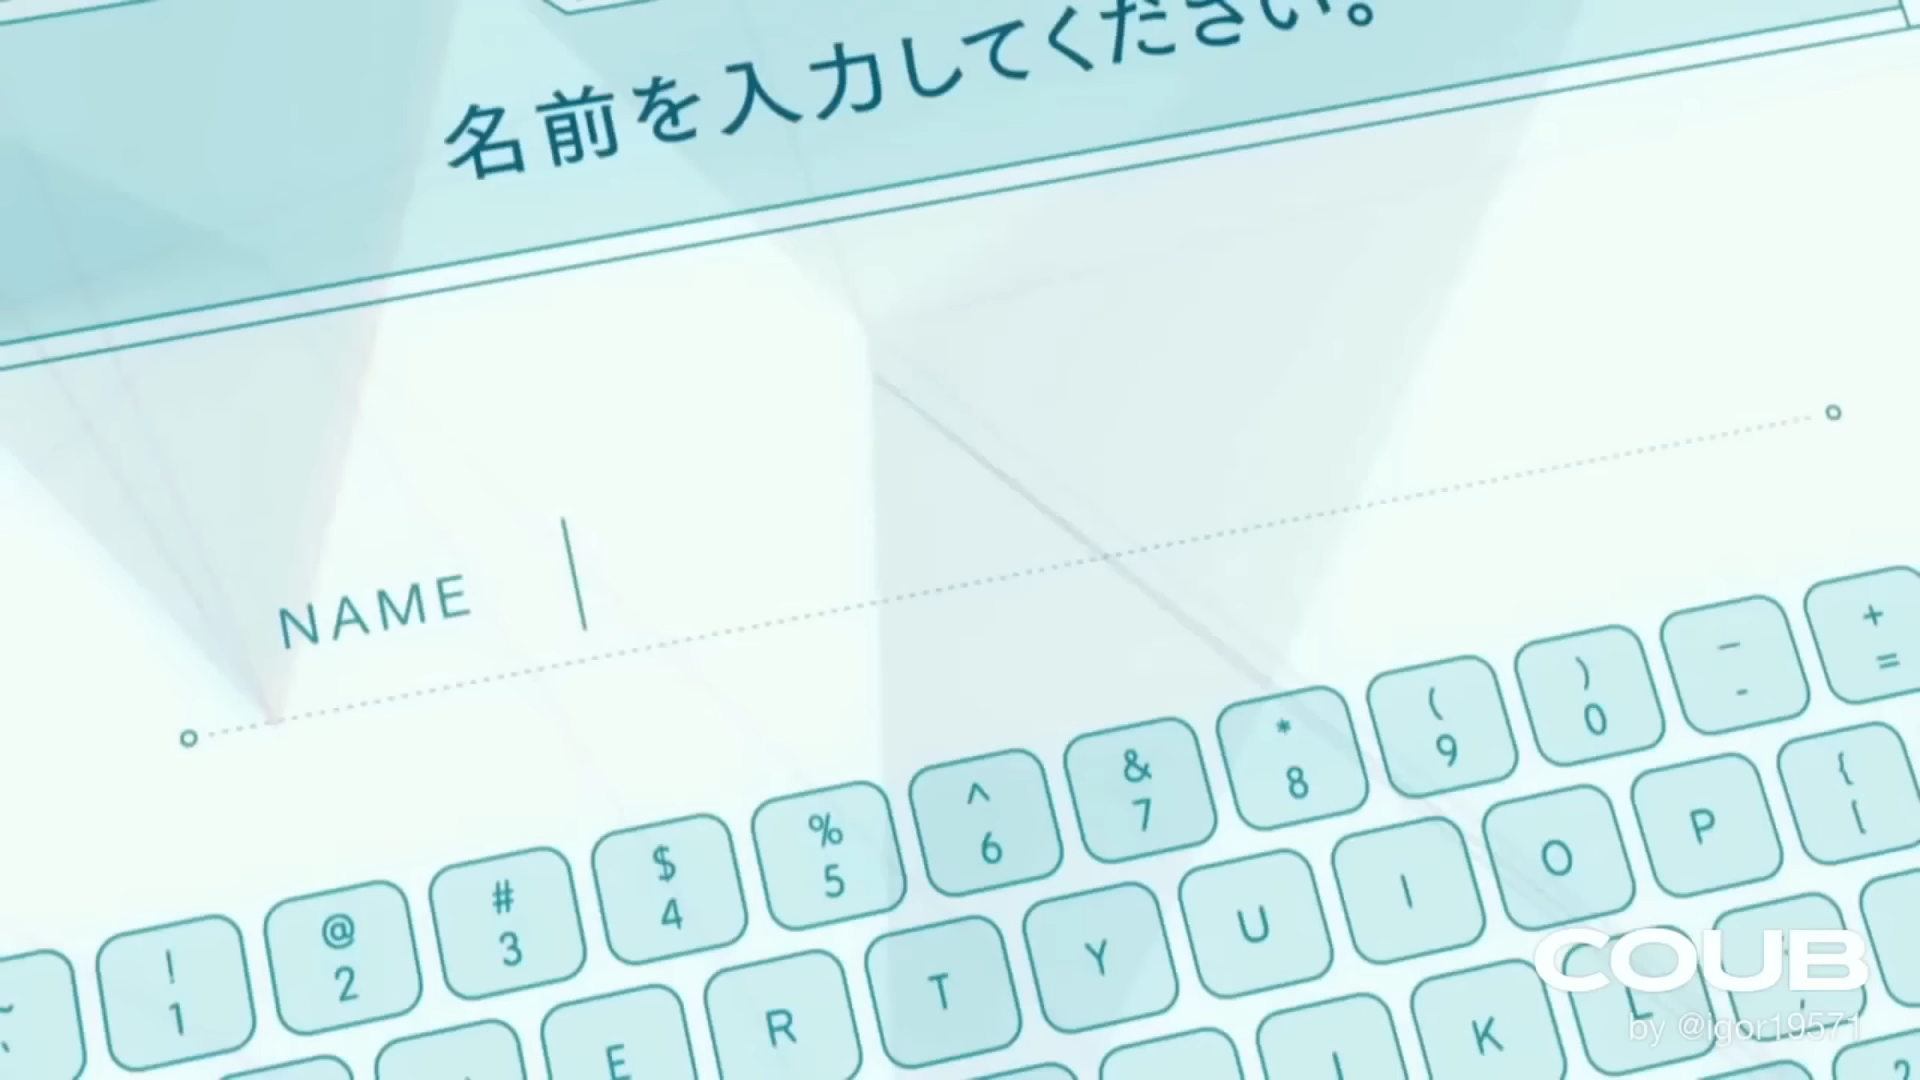 名前を入力してください。
NAME
! @ # $ % ^ & * ( ) — +
~ 1 2 3 4 5 6 7 8 9 0 - =
E R T Y U I O P { [
K L
COUB
by @igor19571